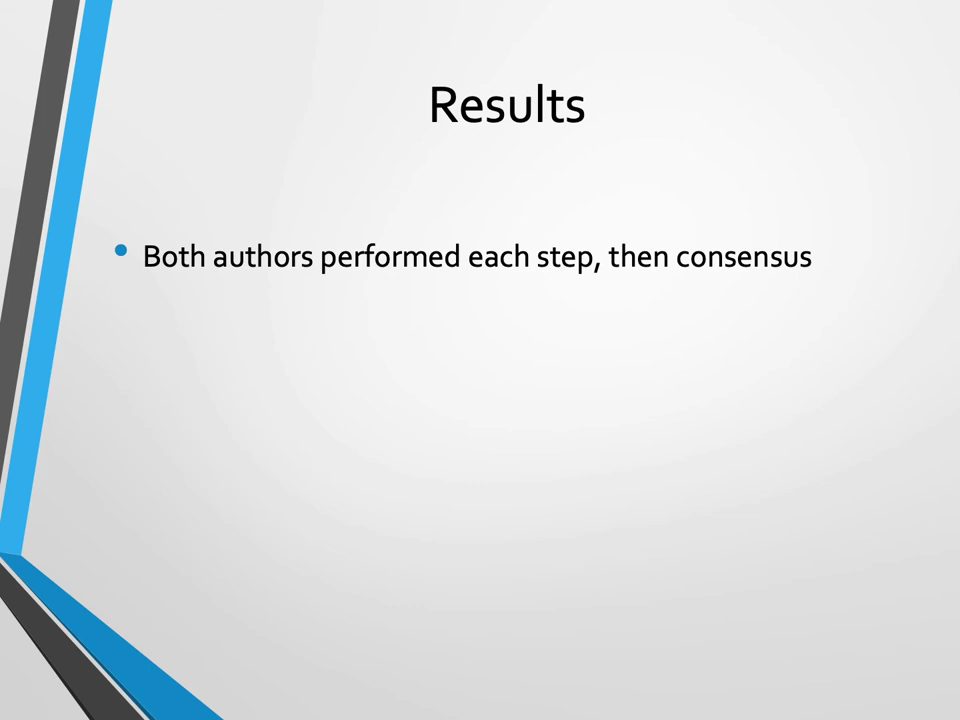 Results
• Both authors performed each step, then consensus